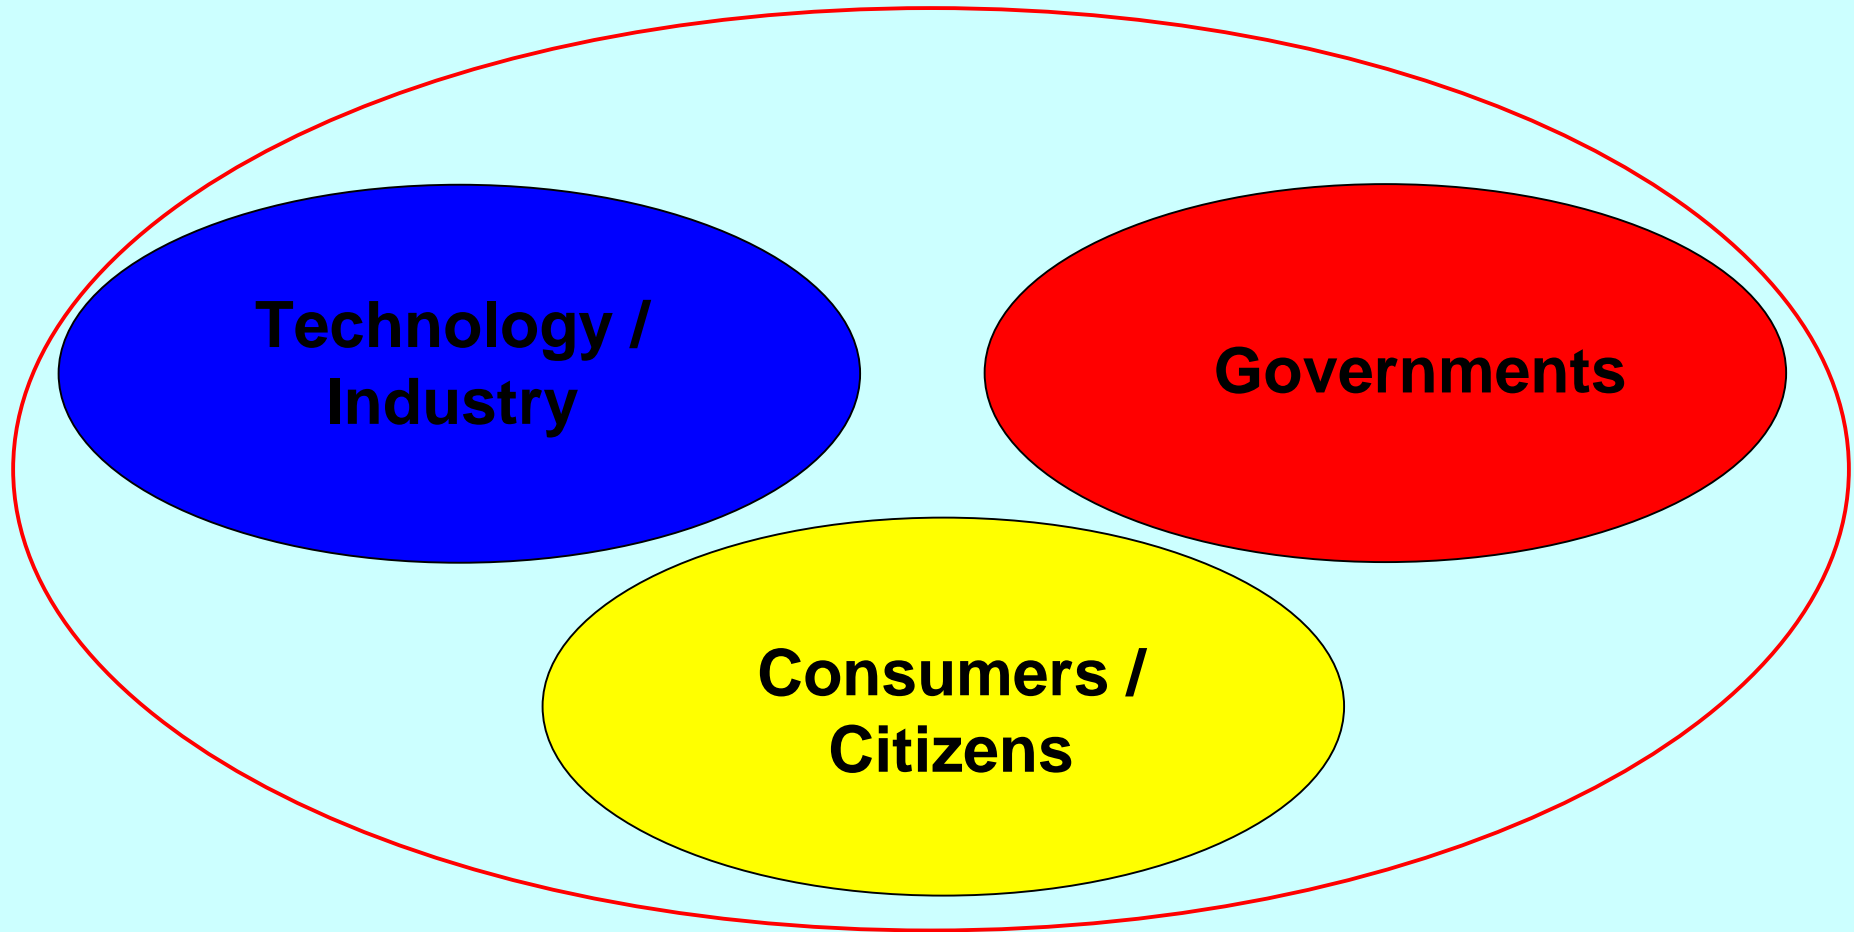 Technology /
Industry
Governments
Consumers /
Citizens